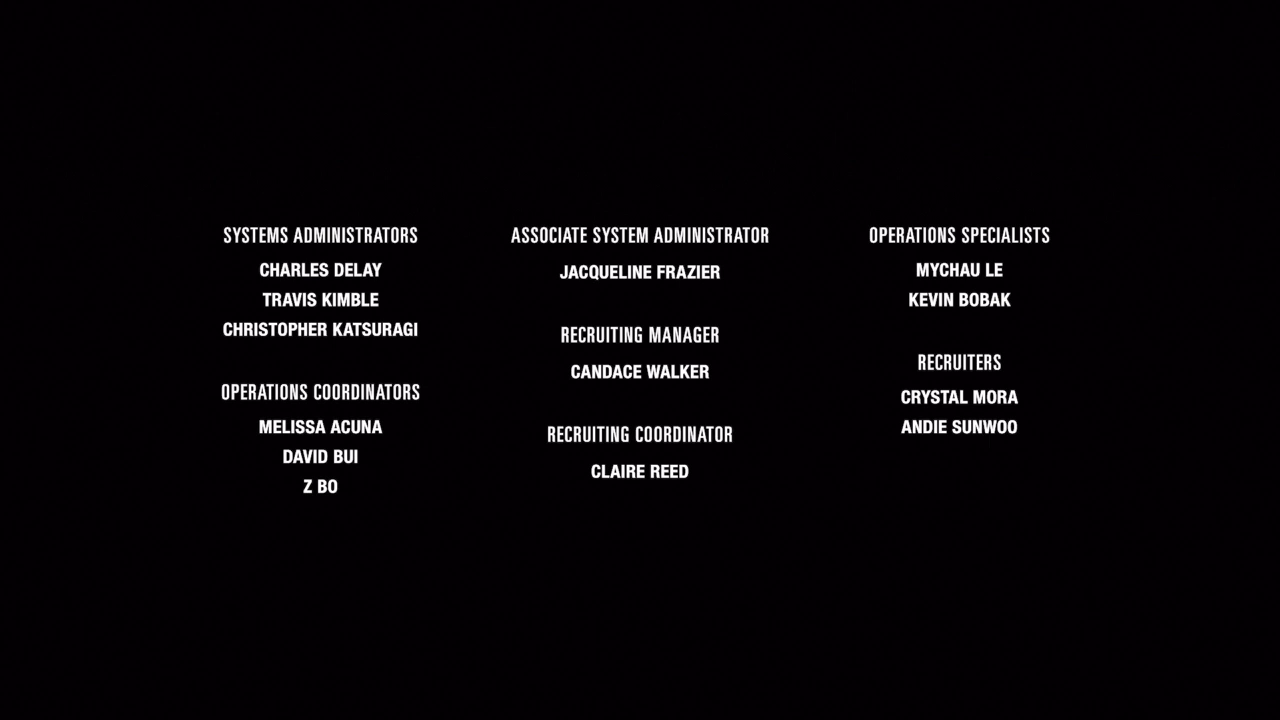 SYSTEMS ADMINISTRATORS
CHARLES DELAY
TRAVIS KIMBLE
CHRISTOPHER KATSURAGI
OPERATIONS COORDINATORS
MELISSA ACUNA
DAVID BUI
Z BO
ASSOCIATE SYSTEM ADMINISTRATOR
JACQUELINE FRAZIER
RECRUITING MANAGER
CANDACE WALKER
RECRUITING COORDINATOR
CLAIRE REED
OPERATIONS SPECIALISTS
MYCHAU LE
KEVIN BOBAK
RECRUITERS
CRYSTAL MORA
ANDIE SUNWOO